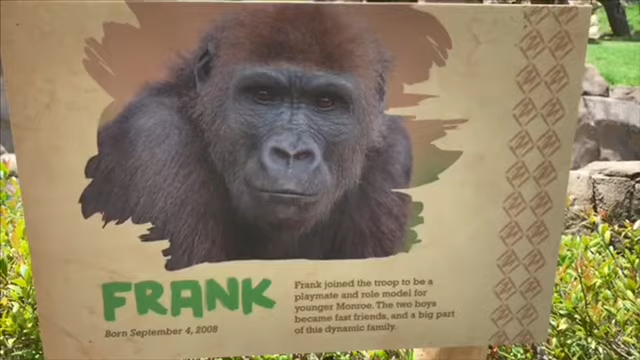 FRANK
Born September 4, 2008
Frank joined the troop to be a
playmate and role model for
younger Monroe. The two boys
became fast friends, and a big part
of this dynamic family.